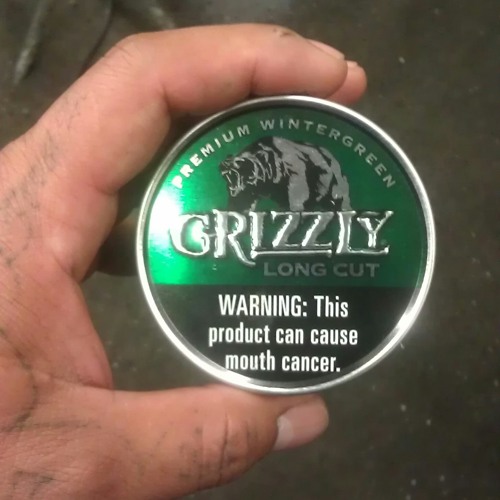 PREMIUM WINTERGREEN
GRIZZLY
LONG CUT
WARNING: This
product can cause
mouth cancer.